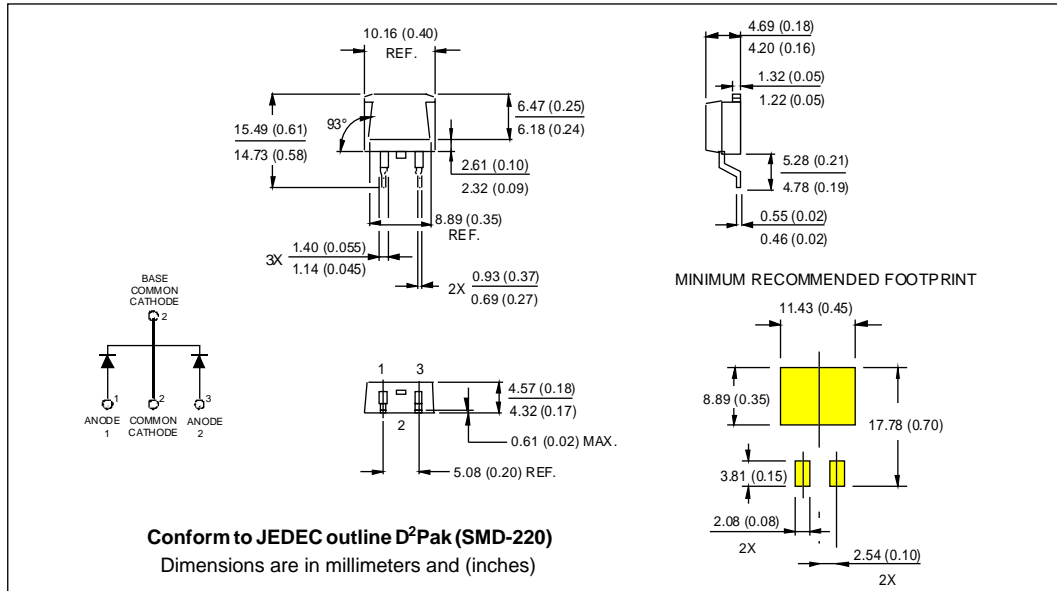 10.16 (0.40)
REF.
15.49 (0.61)
14.73 (0.58)
93°
6.47 (0.25)
6.18 (0.24)
2.61 (0.10)
2.32 (0.09)
8.89 (0.35)
REF.
3X
1.40 (0.055)
1.14 (0.045)
2X
0.93 (0.37)
0.69 (0.27)
4.69 (0.18)
4.20 (0.16)
1.32 (0.05)
1.22 (0.05)
5.28 (0.21)
4.78 (0.19)
0.55 (0.02)
0.46 (0.02)
BASE
COMMON
CATHODE
2
1
2
3
ANODE
1
COMMON
CATHODE
ANODE
2
1
3
2
4.57 (0.18)
4.32 (0.17)
0.61 (0.02) MAX.
5.08 (0.20) REF.
MINIMUM RECOMMENDED FOOTPRINT
11.43 (0.45)
8.89 (0.35)
17.78 (0.70)
3.81 (0.15)
2.08 (0.08)
2X
2.54 (0.10)
2X
Conform to JEDEC outline D²Pak (SMD-220)
Dimensions are in millimeters and (inches)